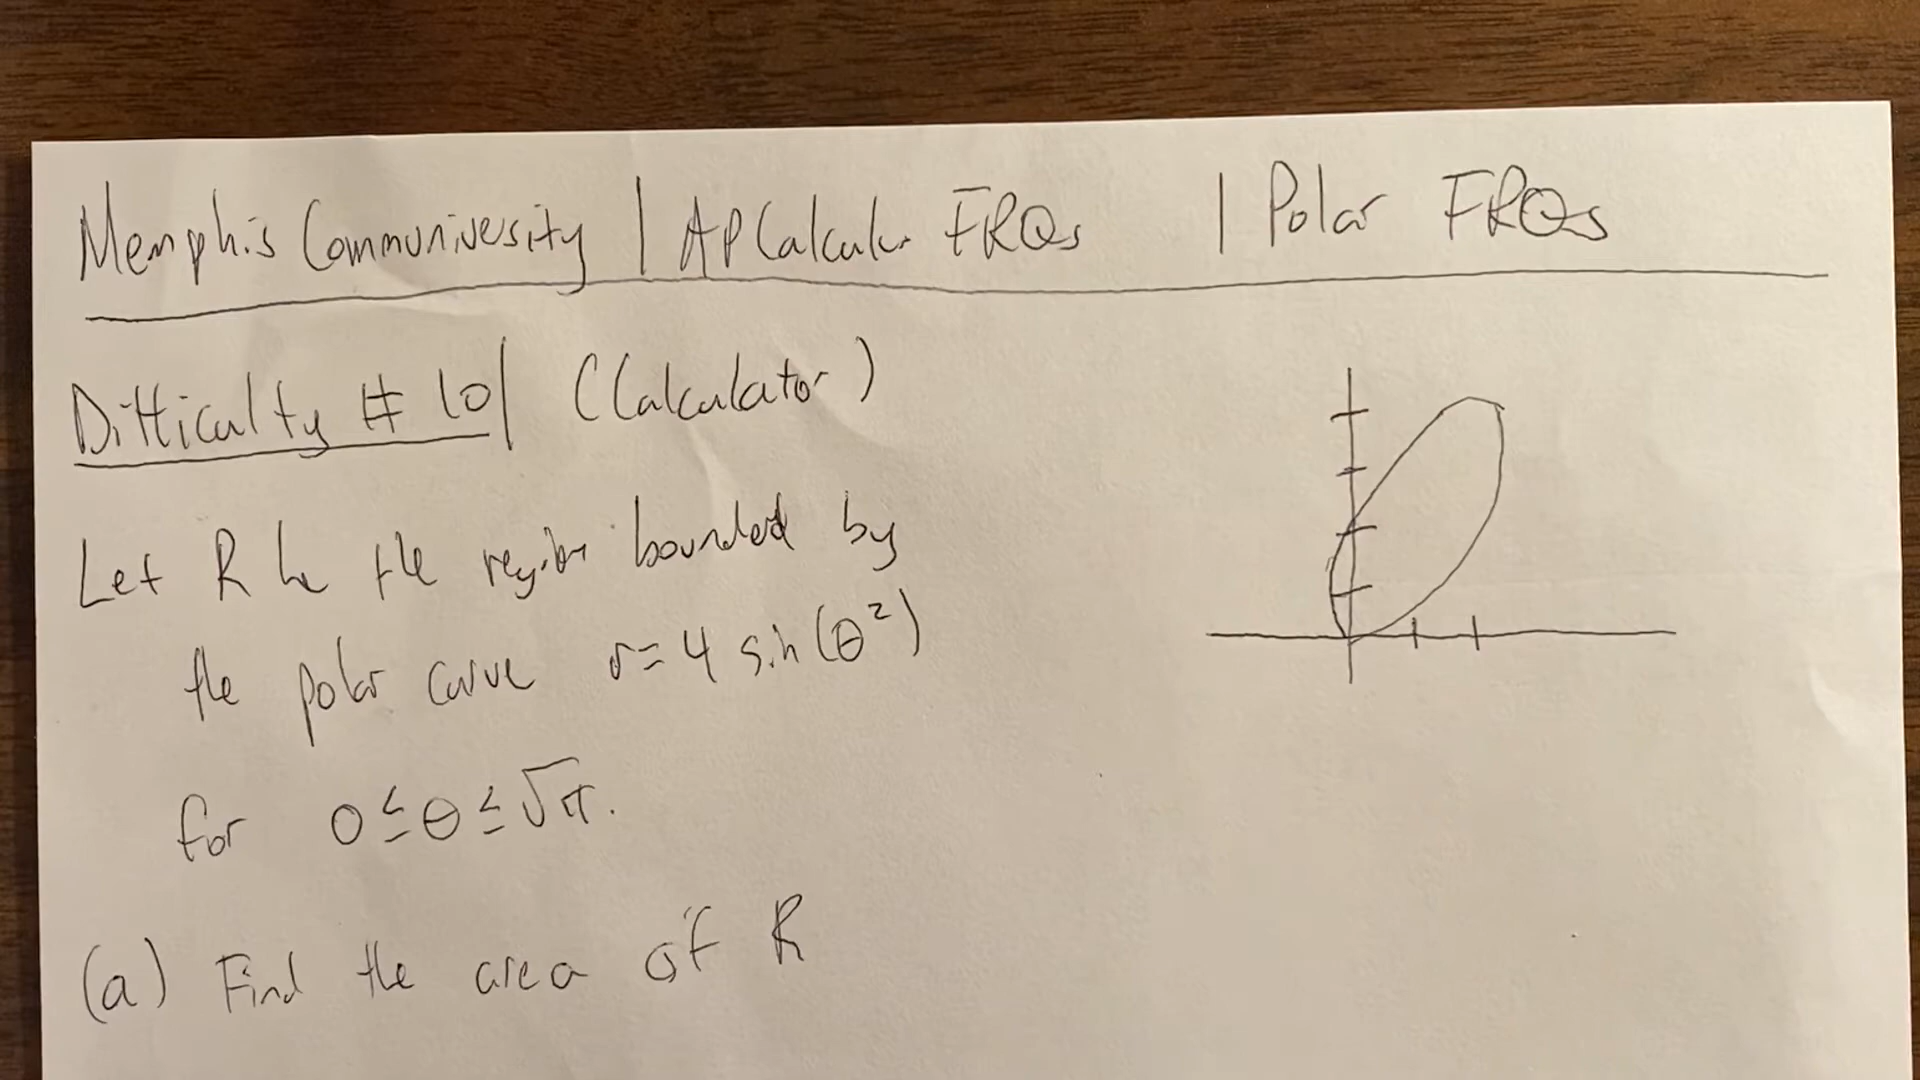 Memphis Communiversity | AP Calculus FRQs | Polar FRQs
Difficulty # 10 | (Calculator)
Let R be the region bounded by
the polar curve r = 4 sin(θ²)
for 0 ≤ θ ≤ √π.
(a) Find the area of R